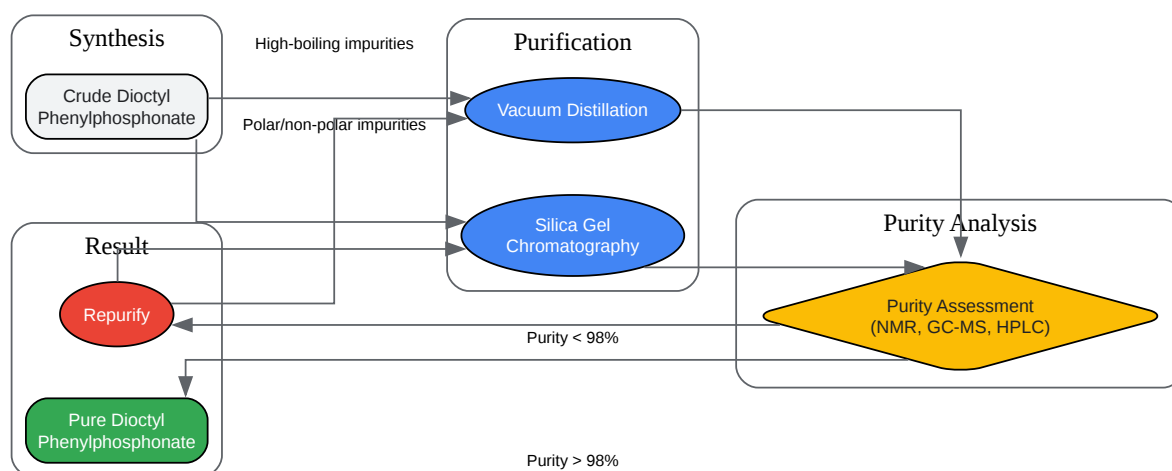 Synthesis
Crude Dioctyl
Phenylphosphonate
High-boiling impurities
Polar/non-polar impurities
Purification
Vacuum Distillation
Silica Gel
Chromatography
Purity Analysis
Purity Assessment
(NMR, GC-MS, HPLC)
Result
Repurify
Purity < 98%
Pure Dioctyl
Phenylphosphonate
Purity > 98%